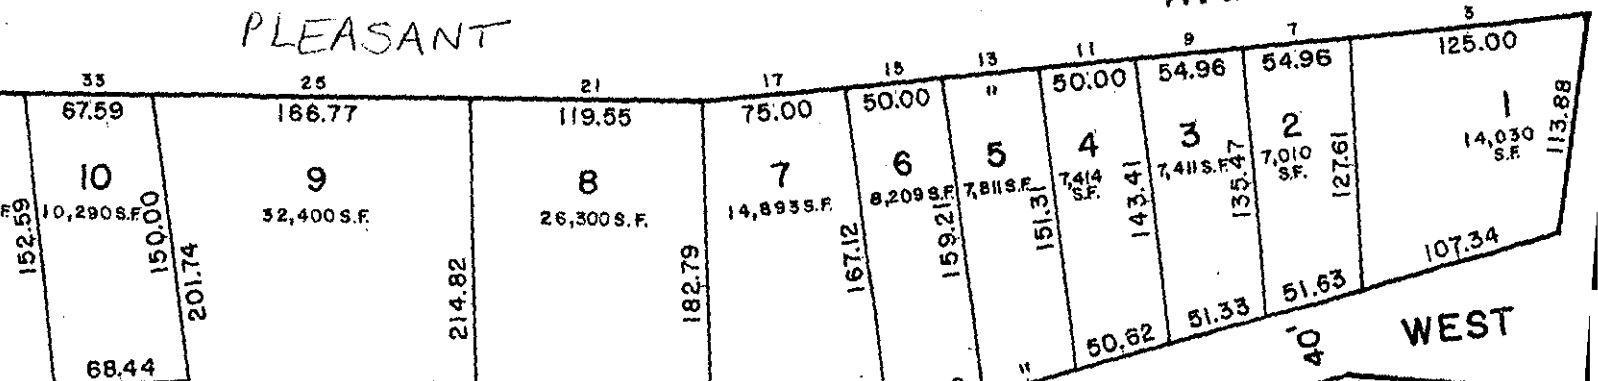 PLEASANT
33 25 21 17 15 13 11 9 7 3
67.59 166.77 119.55 75.00 50.00 " 50.00 54.96 54.96 125.00
10 9 8 7 6 5 4 3 2 1
10,290 S.F. 32,400 S.F. 26,300 S.F. 14,893 S.F. 8,209 S.F. 7,811 S.F. 7,414 S.F. 7,411 S.F. 7,010 S.F. 14,030 S.F.
152.59 150.00 201.74 214.82 182.79 167.12 159.21 151.31 143.41 135.47 127.61 113.88
68.44 " 50.62 51.33 51.63 107.34
40' WEST